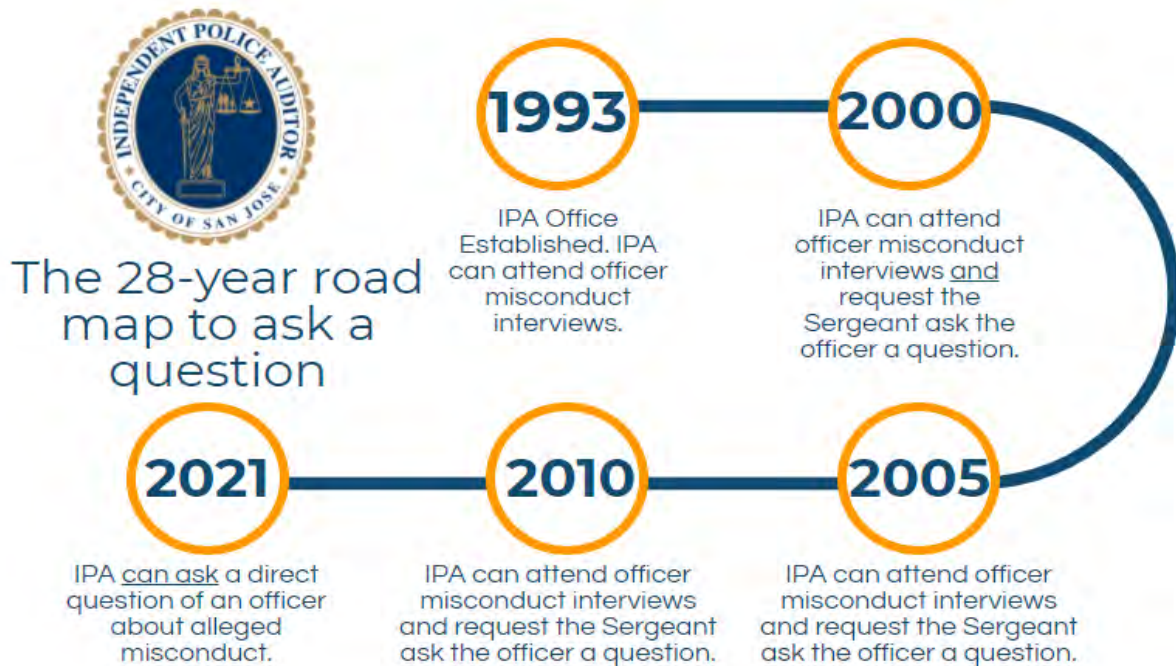 INDEPENDENT POLICE AUDITOR
CITY OF SAN JOSE
The 28-year road
map to ask a
question
1993
IPA Office
Established. IPA
can attend officer
misconduct
interviews.
2000
IPA can attend
officer misconduct
interviews and
request the
Sergeant ask the
officer a question.
2005
IPA can attend officer
misconduct interviews
and request the Sergeant
ask the officer a question.
2010
IPA can attend officer
misconduct interviews
and request the Sergeant
ask the officer a question.
2021
IPA can ask a direct
question of an officer
about alleged
misconduct.